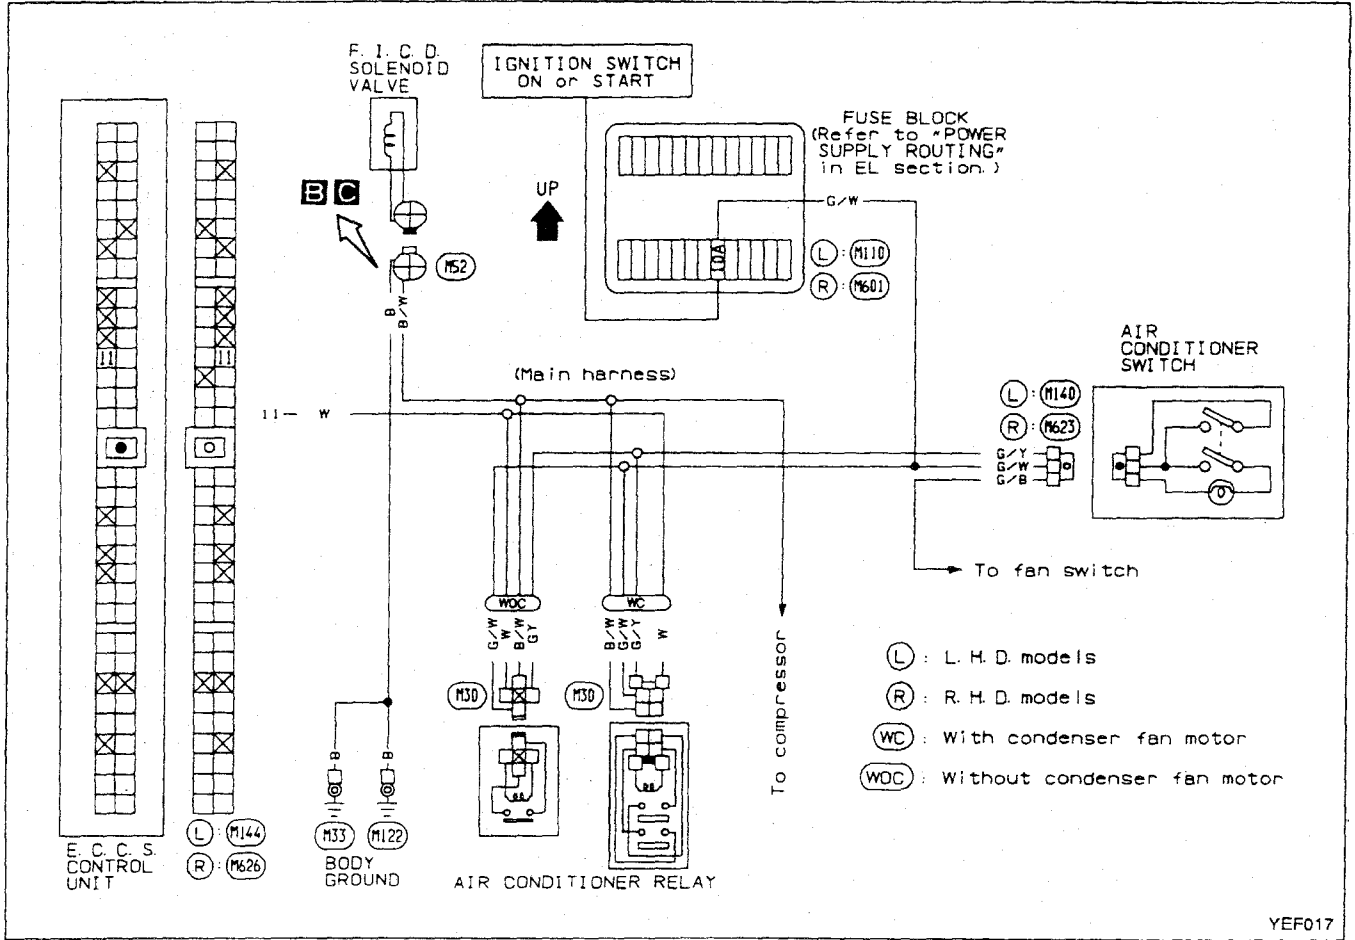 F. I. C. D.
SOLENOID
VALVE
IGNITION SWITCH
ON or START
FUSE BLOCK
(Refer to "POWER
SUPPLY ROUTING"
in EL section.)
B C
UP
G/W
10A
L : M110
R : M601
M52
B
B/W
AIR
CONDITIONER
SWITCH
11
11
(Main harness)
L : M140
R : M623
11 — W
G/Y
G/W
G/B
To fan switch
WOC
WC
G/W
W
B/W
GY
B/W
G/W
G/Y
W
To compressor
L : L. H. D. models
R : R. H. D. models
WC : With condenser fan motor
WOC : Without condenser fan motor
M30
M30
B
B
M33
M122
BODY
GROUND
E. C. C. S.
CONTROL
UNIT
L : M144
R : M626
AIR CONDITIONER RELAY
YEF017